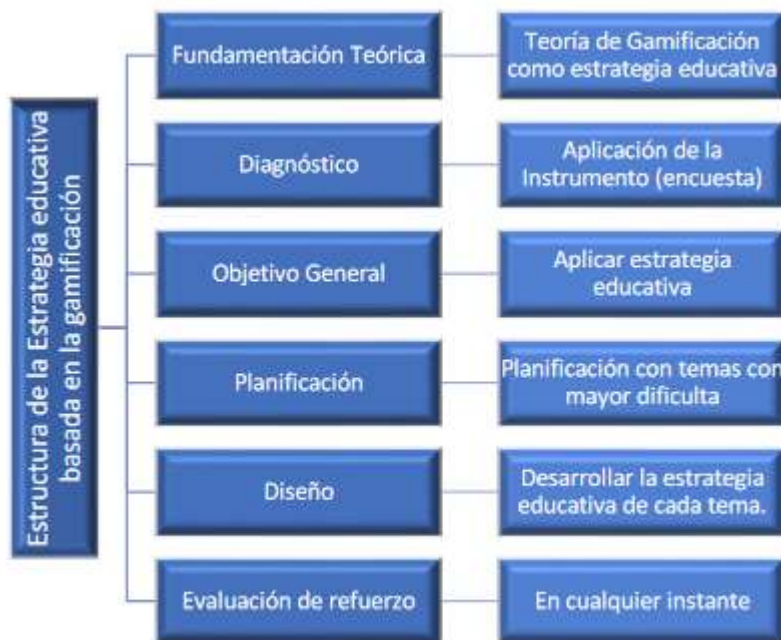 Estructura de la Estrategia educativa
basada en la gamificación
Fundamentación Teórica
Teoría de Gamificación
como estrategia educativa
Diagnóstico
Aplicación de la
Instrumento (encuesta)
Objetivo General
Aplicar estrategia
educativa
Planificación
Planificación con temas con
mayor dificulta
Diseño
Desarrollar la estrategia
educativa de cada tema.
Evaluación de refuerzo
En cualquier instante